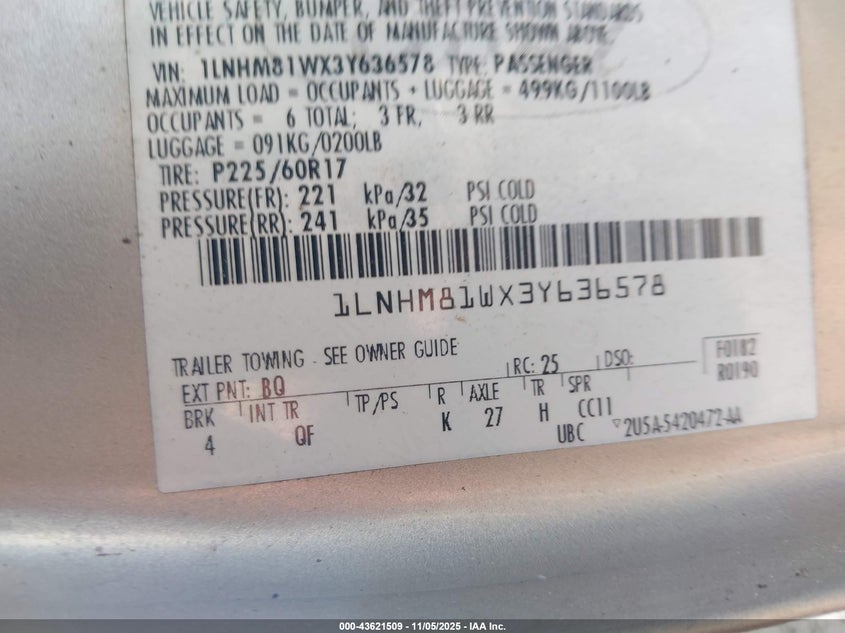 VEHICLE SAFETY, BUMPER, AND THEFT PREVENTION STANDARDS
IN EFFECT ON THE DATE OF MANUFACTURE SHOWN ABOVE.
VIN: 1LNHM81WX3Y636578 TYPE: PASSENGER
MAXIMUM LOAD = OCCUPANTS + LUGGAGE = 499KG/1100LB
OCCUPANTS = 6 TOTAL; 3 FR, 3 RR
LUGGAGE = 091KG/0200LB
TIRE: P225/60R17
PRESSURE(FR): 221 kPa/32 PSI COLD
PRESSURE(RR): 241 kPa/35 PSI COLD
1LNHM81WX3Y636578
TRAILER TOWING - SEE OWNER GUIDE
EXT PNT: BQ RC: 25 DSO: F0182
R0190
BRK INT TR TP/PS R AXLE TR SPR
4 QF K 27 H CC11
UBC ▽2U5A-5420472-AA
000-43621509 - 11/05/2025 - IAA Inc.